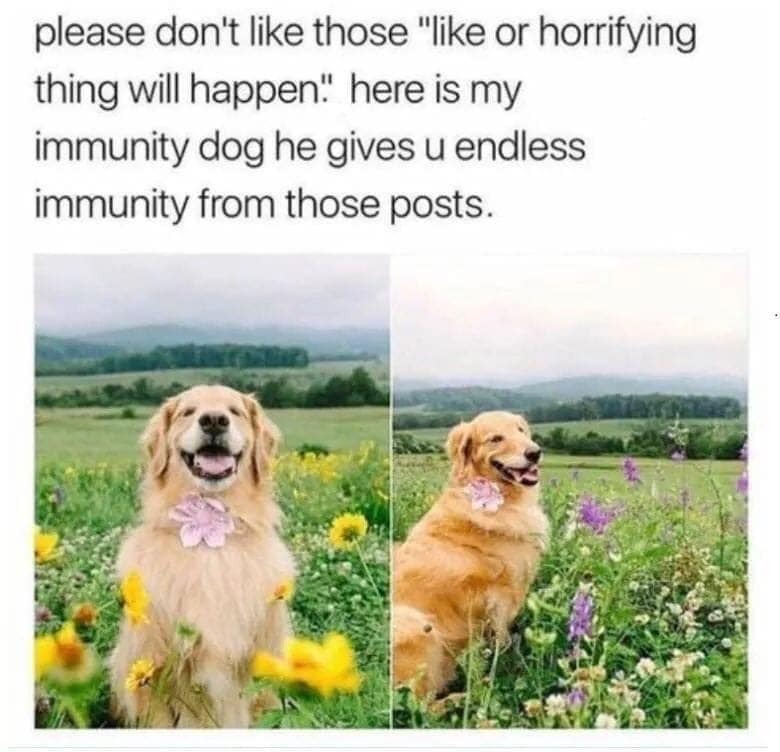 please don't like those "like or horrifying
thing will happen." here is my
immunity dog he gives u endless
immunity from those posts.